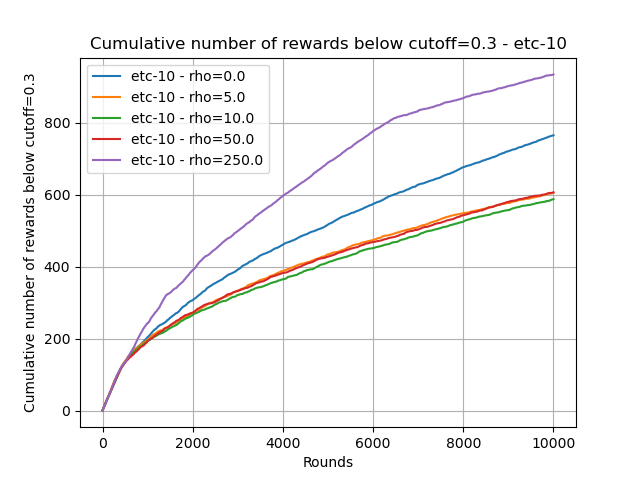 Cumulative number of rewards below cutoff=0.3 - etc-10
Cumulative number of rewards below cutoff=0.3
etc-10 - rho=0.0
etc-10 - rho=5.0
etc-10 - rho=10.0
etc-10 - rho=50.0
etc-10 - rho=250.0
800
600
400
200
0
0 2000 4000 6000 8000 10000
Rounds